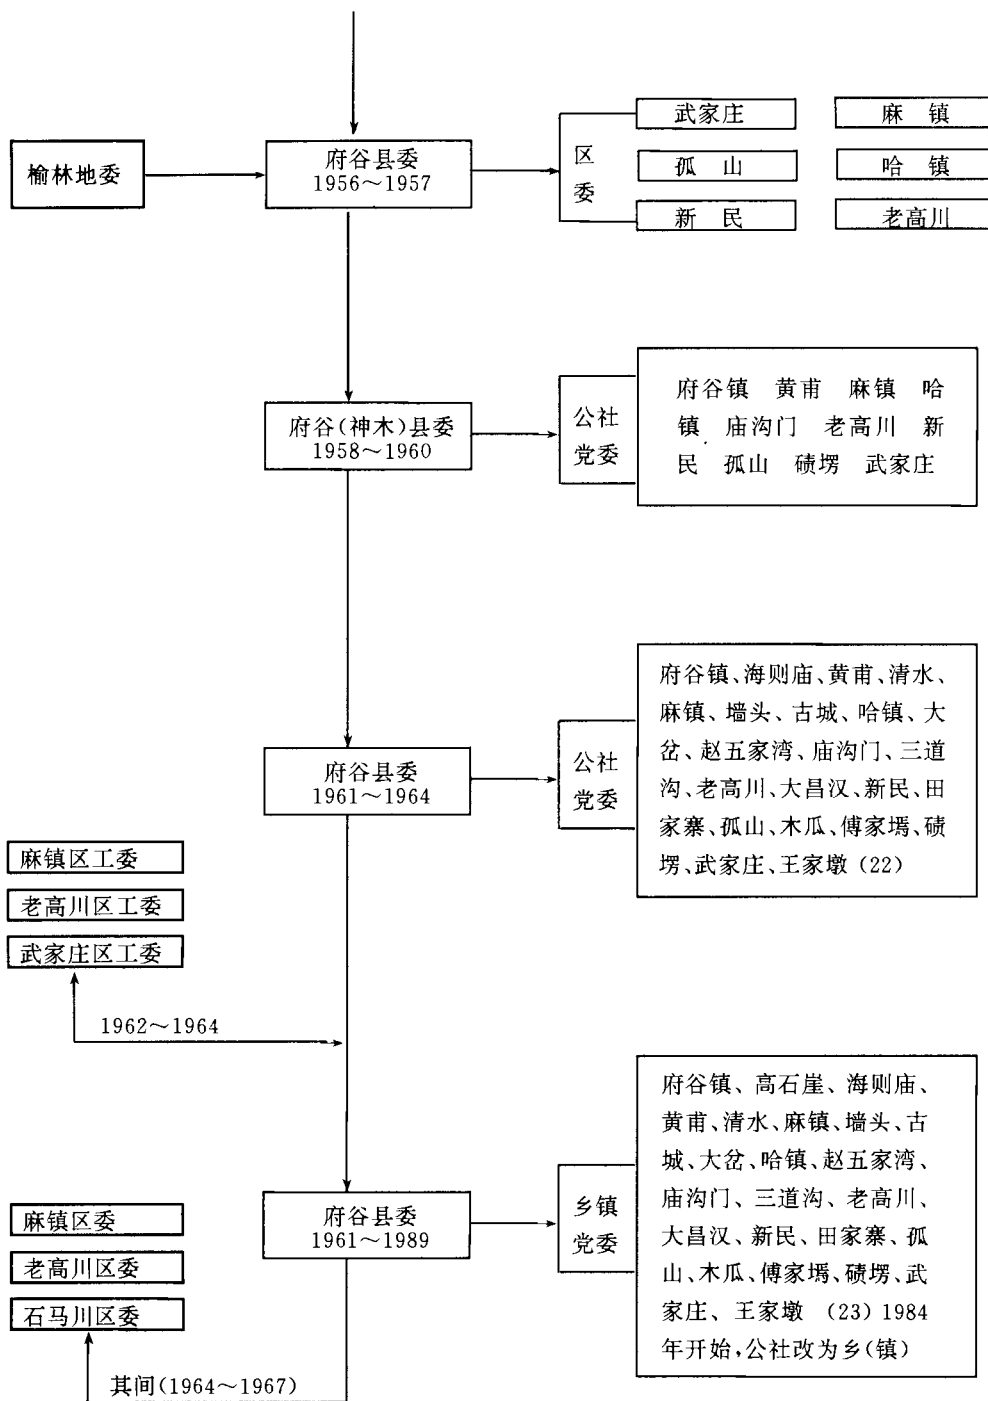 榆林地委
府谷县委
1956～1957
区
委
武家庄
麻 镇
孤 山
哈 镇
新 民
老高川
府谷(神木)县委
1958～1960
公社
党委
府谷镇 黄甫 麻镇 哈
镇 庙沟门 老高川 新
民 孤山 碛塄 武家庄
府谷县委
1961～1964
公社
党委
府谷镇、海则庙、黄甫、清水、
麻镇、墙头、古城、哈镇、大
岔、赵五家湾、庙沟门、三道
沟、老高川、大昌汉、新民、田
家寨、孤山、木瓜、傅家墕、碛
塄、武家庄、王家墩 (22)
麻镇区工委
老高川区工委
武家庄区工委
1962～1964
府谷县委
1961～1989
乡镇
党委
府谷镇、高石崖、海则庙、
黄甫、清水、麻镇、墙头、古
城、大岔、哈镇、赵五家湾、
庙沟门、三道沟、老高川、
大昌汉、新民、田家寨、孤
山、木瓜、傅家墕、碛塄、武
家庄、王家墩 (23) 1984
年开始,公社改为乡(镇)
麻镇区委
老高川区委
石马川区委
其间(1964～1967)